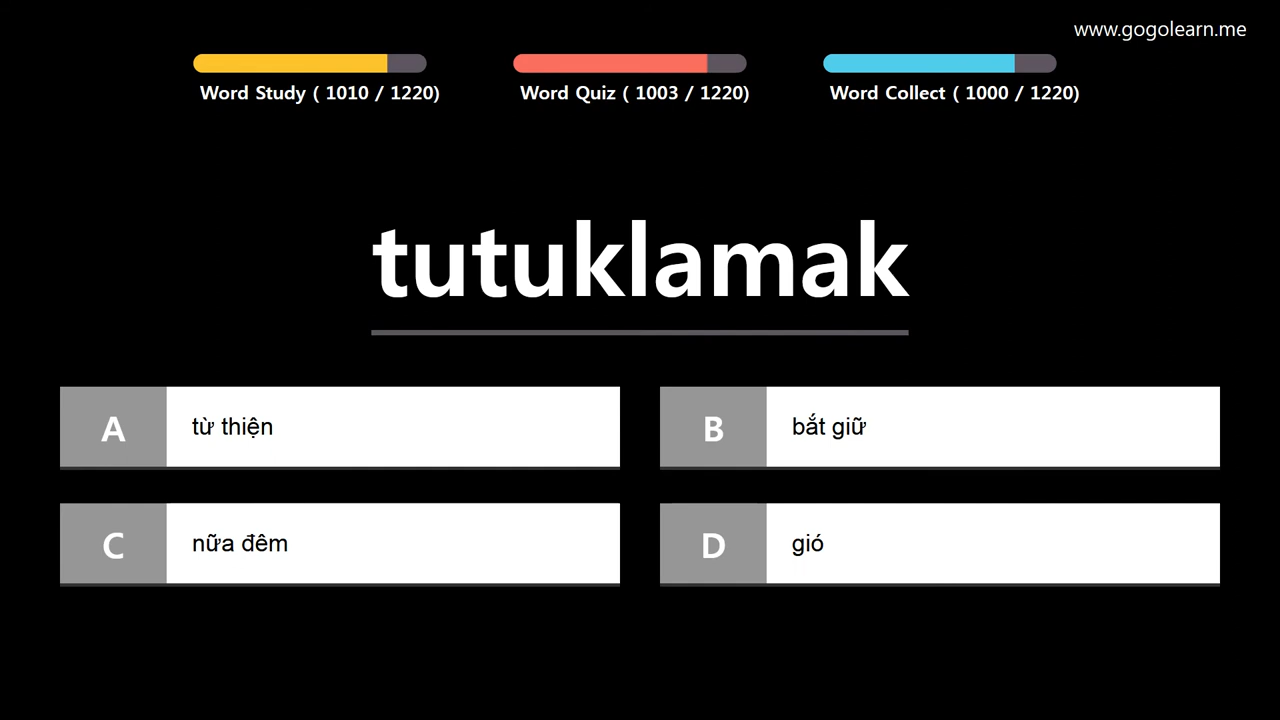 www.gogolearn.me
Word Study ( 1010 / 1220)
Word Quiz ( 1003 / 1220)
Word Collect ( 1000 / 1220)
tutuklamak
A
từ thiện
B
bắt giữ
C
nữa đêm
D
gió